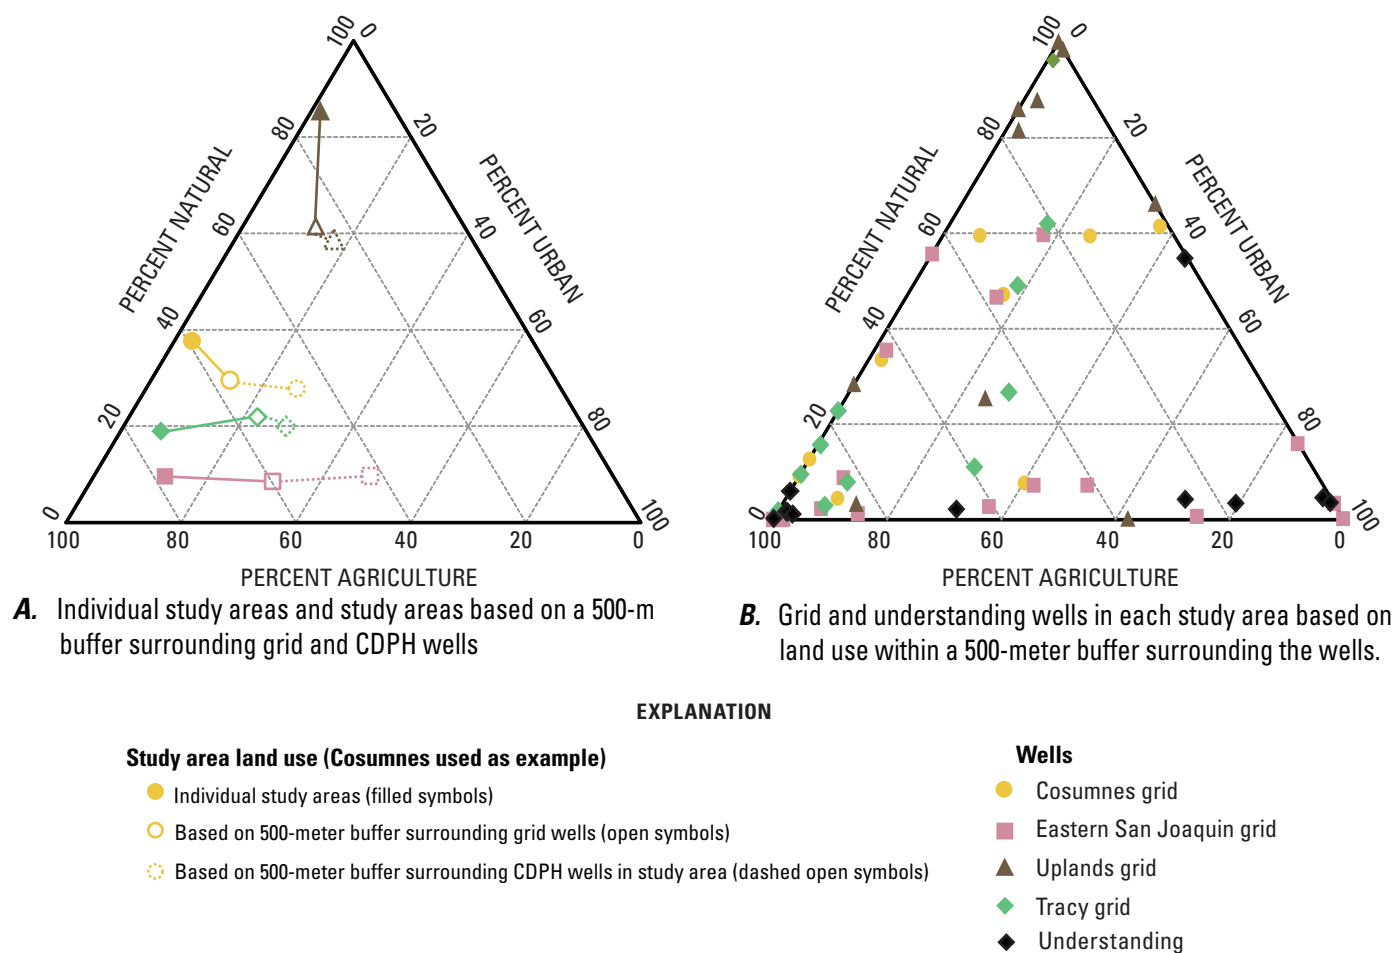 100
0
80
20
PERCENT NATURAL
PERCENT URBAN
60
40
40
60
20
80
0
100
100
80
60
40
20
0
PERCENT AGRICULTURE
A. Individual study areas and study areas based on a 500-m
buffer surrounding grid and CDPH wells
100
0
80
20
PERCENT NATURAL
PERCENT URBAN
60
40
40
60
20
80
0
100
100
80
60
40
20
0
PERCENT AGRICULTURE
B. Grid and understanding wells in each study area based on
land use within a 500-meter buffer surrounding the wells.
EXPLANATION
Study area land use (Cosumnes used as example)
Individual study areas (filled symbols)
Based on 500-meter buffer surrounding grid wells (open symbols)
Based on 500-meter buffer surrounding CDPH wells in study area (dashed open symbols)
Wells
Cosumnes grid
Eastern San Joaquin grid
Uplands grid
Tracy grid
Understanding